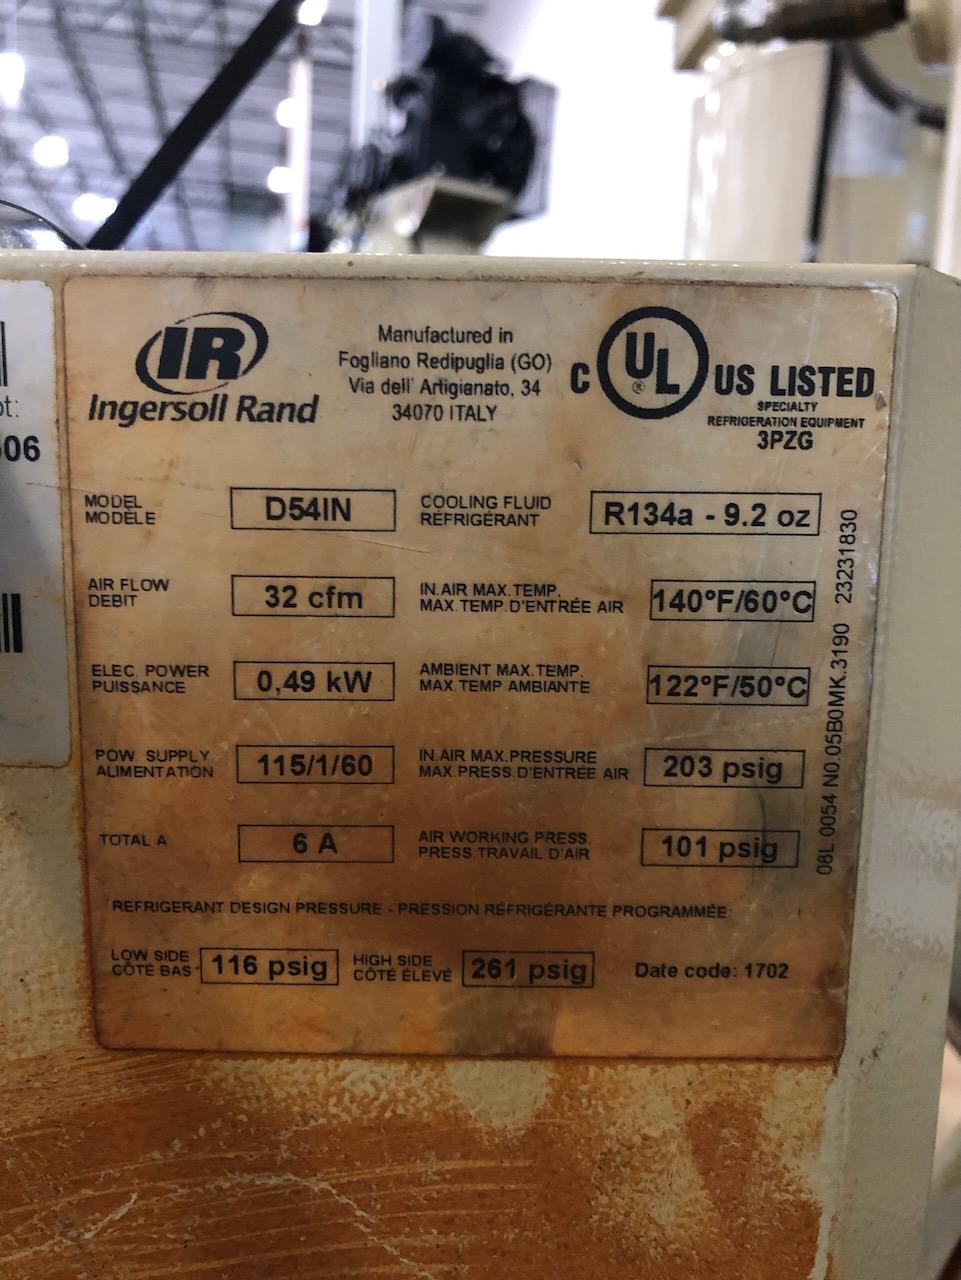 ot:
06
IR
Ingersoll Rand
Manufactured in
Fogliano Redipuglia (GO)
Via dell' Artigianato, 34
34070 ITALY
C UL ® US LISTED
SPECIALTY
REFRIGERATION EQUIPMENT
3PZG
MODEL
MODÈLE
D54IN
COOLING FLUID
RÉFRIGÉRANT
R134a - 9.2 oz
AIR FLOW
DEBIT
32 cfm
IN.AIR MAX.TEMP.
MAX.TEMP.D'ENTRÉE AIR
140°F/60°C
ELEC. POWER
PUISSANCE
0,49 kW
AMBIENT MAX.TEMP.
MAX.TEMP AMBIANTE
122°F/50°C
POW. SUPPLY
ALIMENTATION
115/1/60
IN.AIR MAX.PRESSURE
MAX.PRESS.D'ENTRÉE AIR
203 psig
TOTAL A
6 A
AIR WORKING PRESS.
PRESS.TRAVAIL D'AIR
101 psig
REFRIGERANT DESIGN PRESSURE - PRESSION RÉFRIGÉRANTE PROGRAMMÉE:
LOW SIDE
CÔTÉ BAS
116 psig
HIGH SIDE
CÔTÉ ÉLEVÉ
261 psig
Date code: 1702
08L.0054 N0.05B0MK.3190 23231830